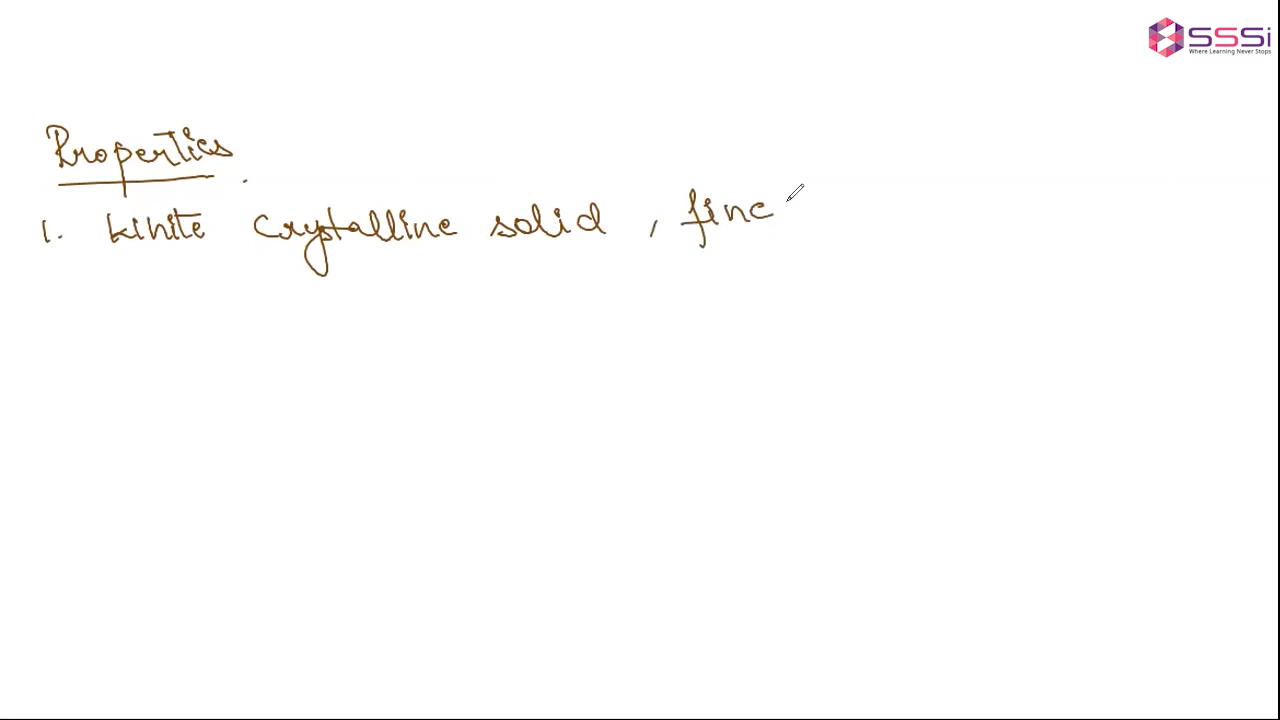 SSSi
Where Learning Never Stops
Properties
1. White Crystalline solid , fine